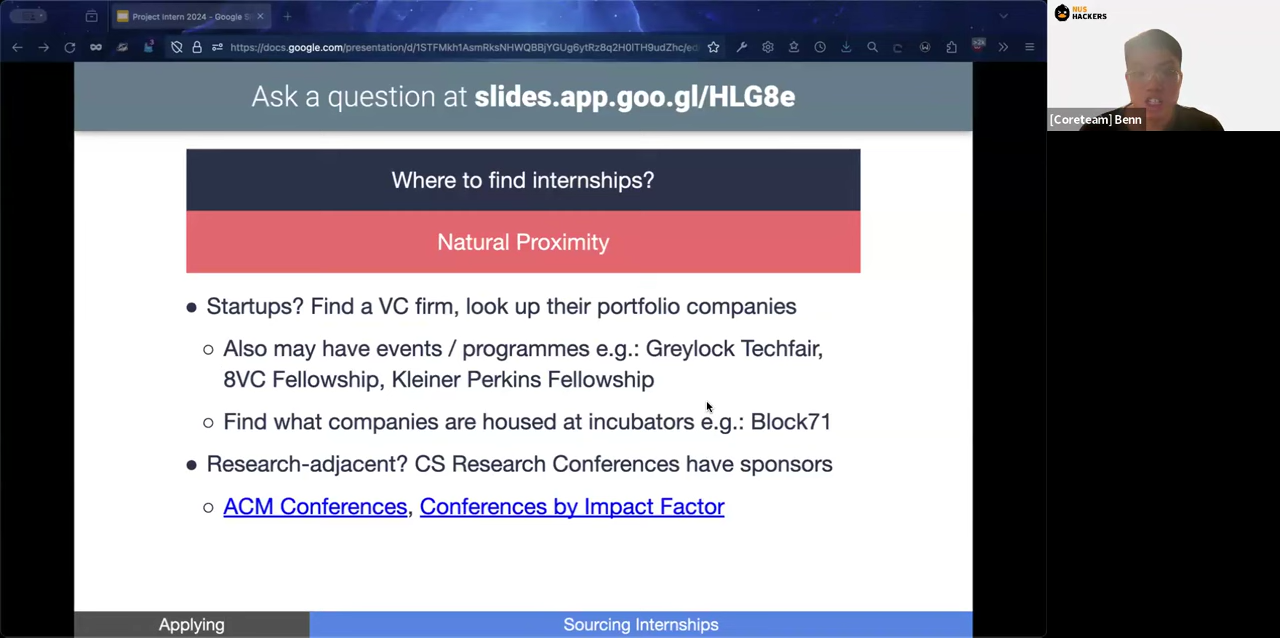 Project Intern 2024 - Google S
https://docs.google.com/presentation/d/1STFMkh1AsmRksNHWQBBjYGUg6ytRz8q2H0lTH9udZhc/ed
NUS
HACKERS
[Coreteam] Benn
Ask a question at slides.app.goo.gl/HLG8e
Where to find internships?
Natural Proximity
● Startups? Find a VC firm, look up their portfolio companies
○ Also may have events / programmes e.g.: Greylock Techfair,
8VC Fellowship, Kleiner Perkins Fellowship
○ Find what companies are housed at incubators e.g.: Block71
● Research-adjacent? CS Research Conferences have sponsors
○ ACM Conferences, Conferences by Impact Factor
Applying
Sourcing Internships